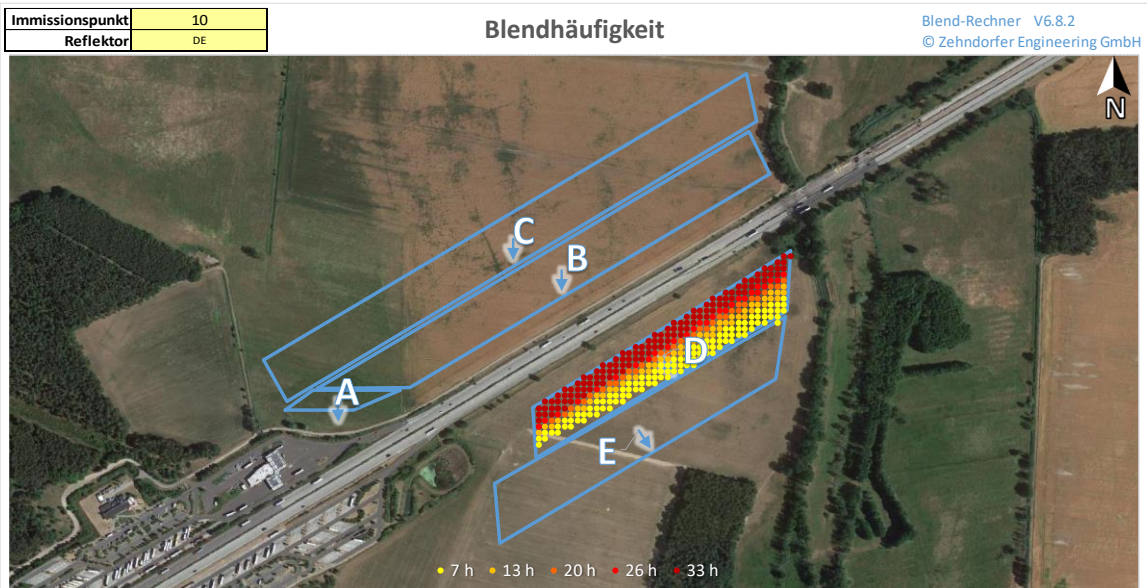 Immissionspunkt 10
Reflektor DE
Blendhäufigkeit
Blend-Rechner V6.8.2
© Zehndorfer Engineering GmbH
N
C
B
D
A
E
7 h 13 h 20 h 26 h 33 h